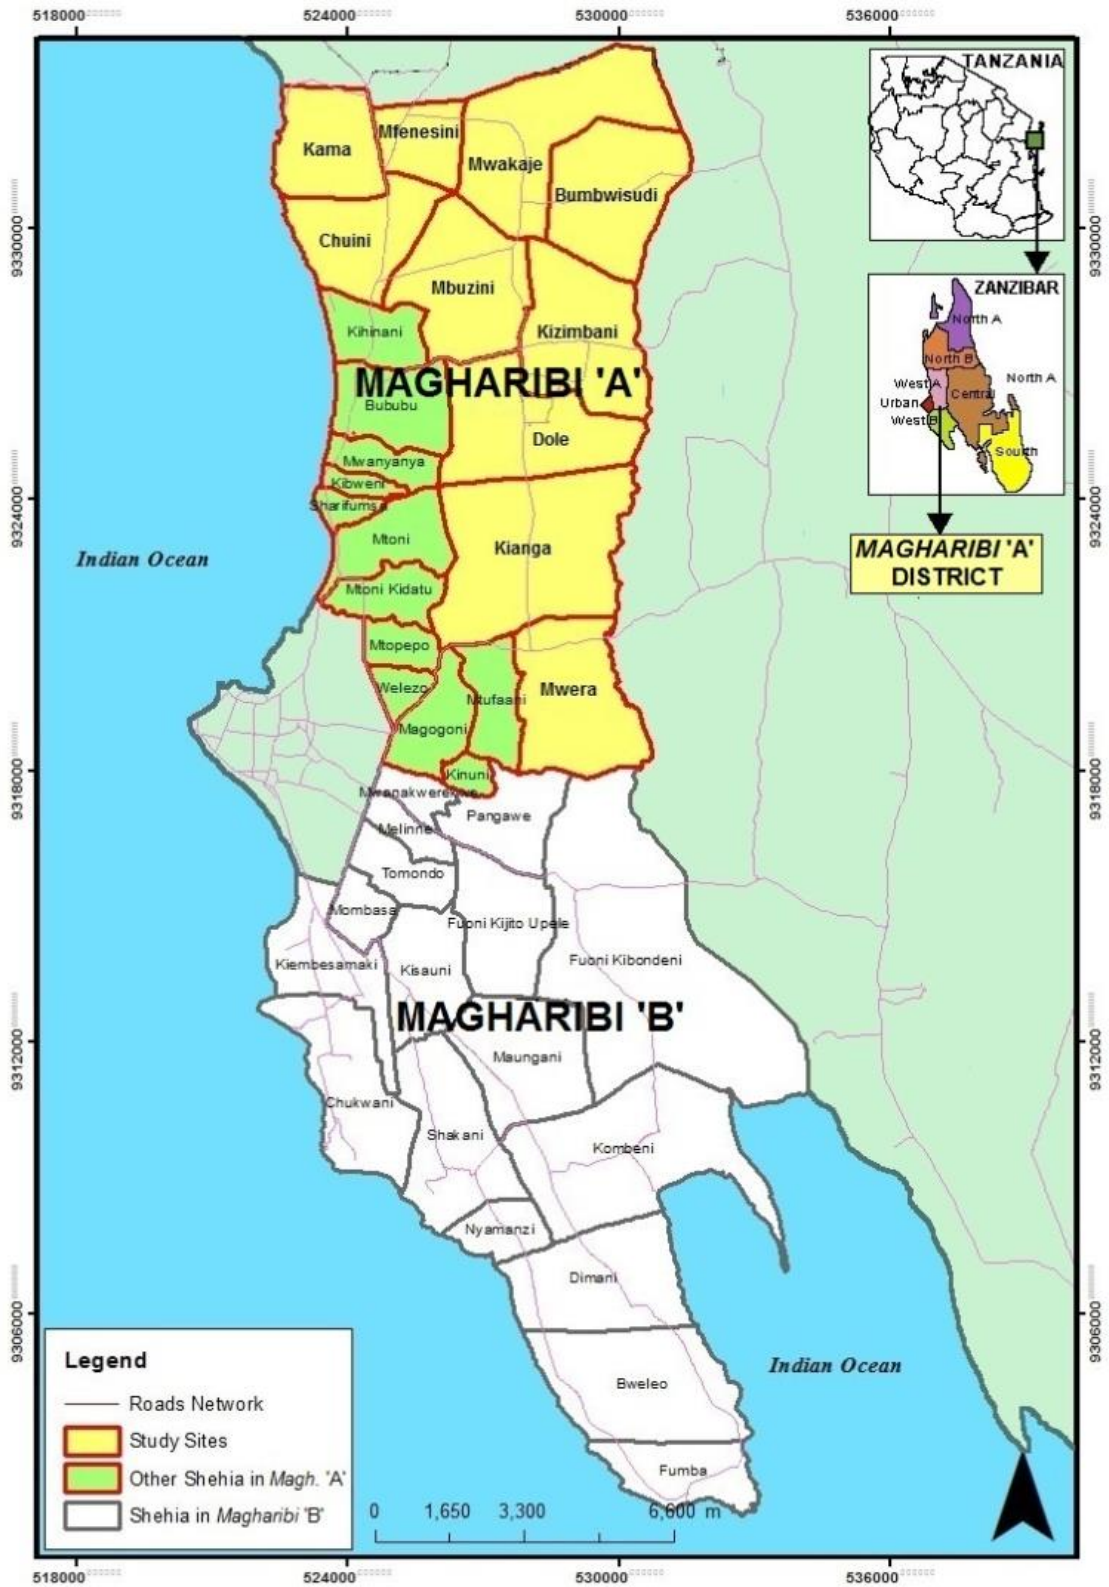 518000
524000
530000
536000
TANZANIA
Kama
Mfenesini
Mwakaje
Bumbwisudi
9330000
9330000
Chuini
Mbuzini
ZANZIBAR
North A
North B
North A
West A
Central
Urban
West B
South
Kihinani
Kizimbani
MAGHARIBI 'A'
Bububu
Dole
Mwanyanya
Kibweni
Sharifumsa
9324000
9324000
Mtoni
Kianga
Indian Ocean
MAGHARIBI 'A'
DISTRICT
Mtoni Kidatu
Mtopepo
Welezo
Mtufaani
Mwera
Magogoni
Kinuni
9318000
9318000
Pangawe
Melinne
Tomondo
Mombasa
Fuoni Kijito Upele
Kiembesamaki
Kisauni
Fuoni Kibondeni
MAGHARIBI 'B'
9312000
9312000
Maungani
Chukwani
Shakani
Kombeni
Nyamanzi
Dimani
9306000
9306000
Indian Ocean
Bweleo
Fumba
Legend
Roads Network
Study Sites
Other Shehia in Magh. 'A'
Shehia in Magharibi 'B'
0 1,650 3,300 6,600 m
518000
524000
530000
536000